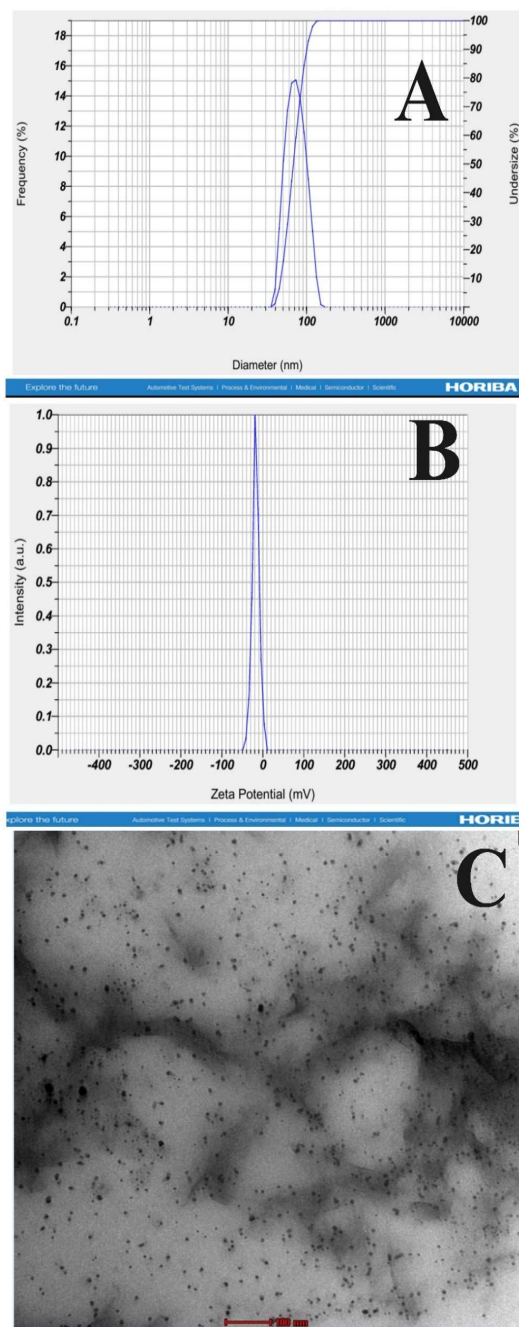 A
18
16
14
12
10
8
6
4
2
0
Frequency (%)
100
90
80
70
60
50
40
30
20
10
Undersize (%)
0.1 1 10 100 1000 10000
Diameter (nm)
Explore the future Automotive Test Systems | Process & Environmental | Medical | Semiconductor | Scientific HORIBA
B
1.0
0.9
0.8
0.7
0.6
0.5
0.4
0.3
0.2
0.1
0.0
Intensity (a.u.)
-400 -300 -200 -100 0 100 200 300 400 500
Zeta Potential (mV)
xplore the future Automotive Test Systems | Process & Environmental | Medical | Semiconductor | Scientific HORIB
C
100 nm